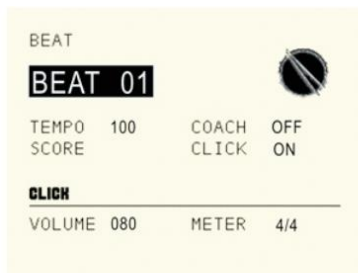 BEAT
BEAT 01
TEMPO 100 COACH OFF
SCORE CLICK ON
CLICK
VOLUME 080 METER 4/4